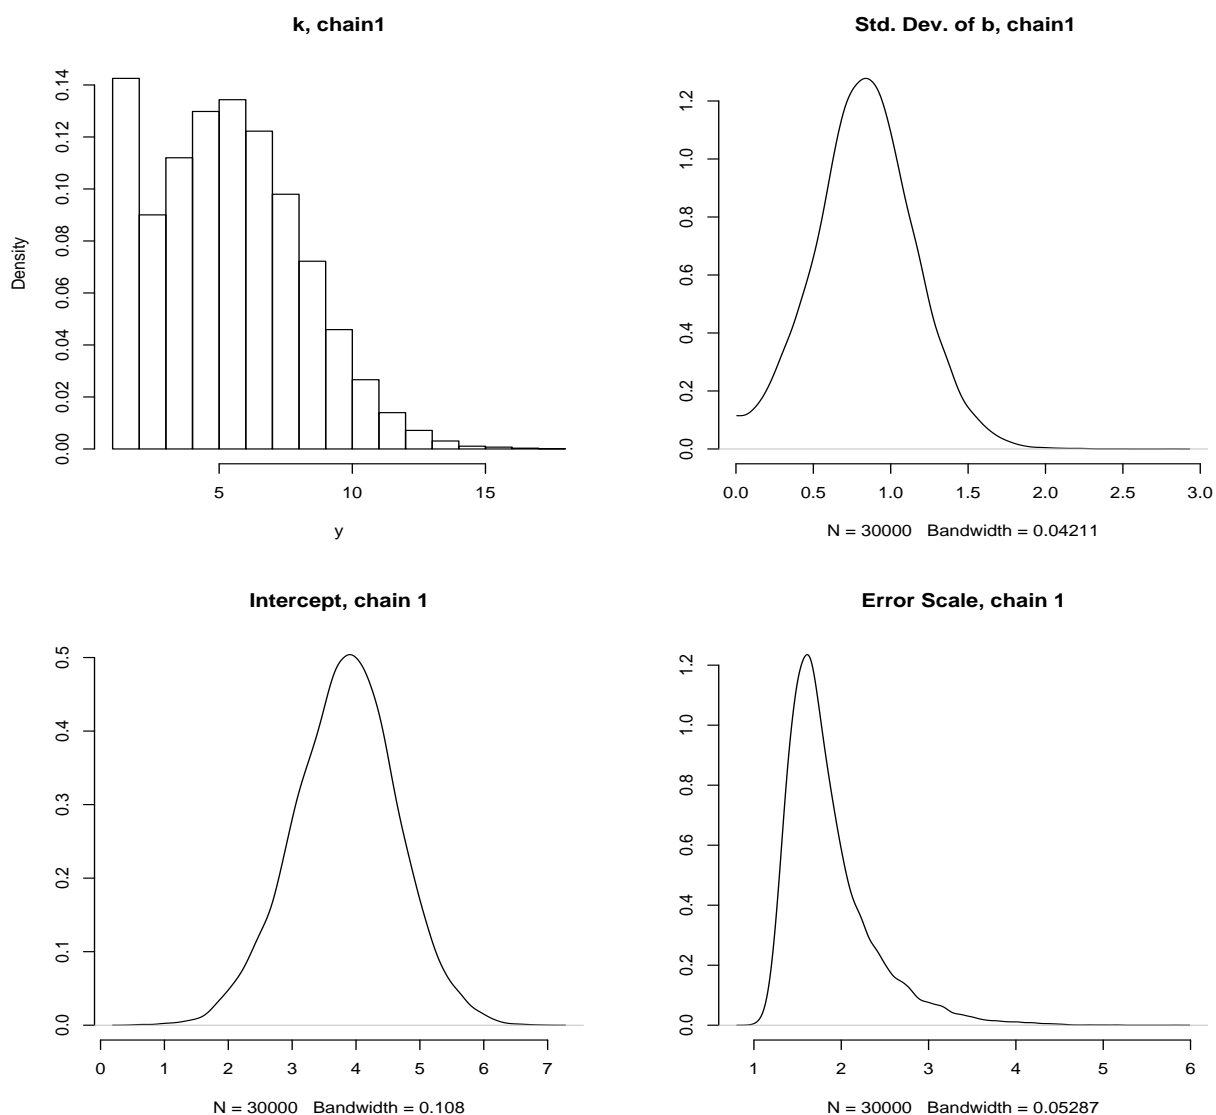 k, chain1
Density
0.00 0.02 0.04 0.06 0.08 0.10 0.12 0.14
5 10 15
y
Std. Dev. of b, chain1
0.0 0.2 0.4 0.6 0.8 1.0 1.2
0.0 0.5 1.0 1.5 2.0 2.5 3.0
N = 30000 Bandwidth = 0.04211
Intercept, chain 1
0.0 0.1 0.2 0.3 0.4 0.5
0 1 2 3 4 5 6 7
N = 30000 Bandwidth = 0.108
Error Scale, chain 1
0.0 0.2 0.4 0.6 0.8 1.0 1.2
1 2 3 4 5 6
N = 30000 Bandwidth = 0.05287